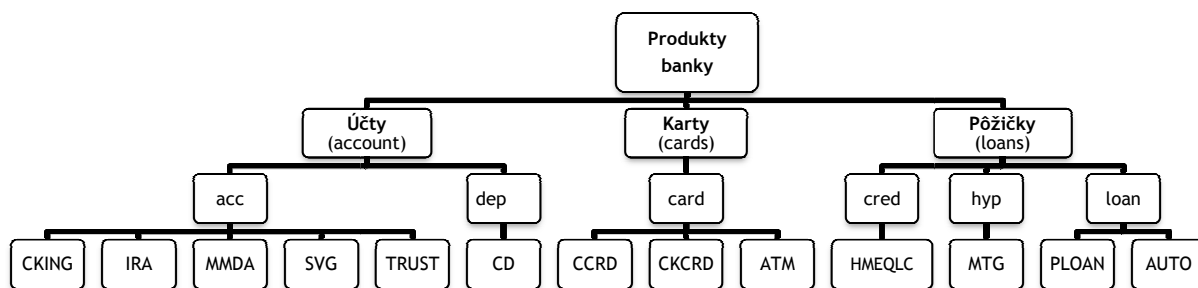 Produkty
banky
Účty
(account)
Karty
(cards)
Pôžičky
(loans)
acc
dep
card
cred
hyp
loan
CKING
IRA
MMDA
SVG
TRUST
CD
CCRD
CKCRD
ATM
HMEQLC
MTG
PLOAN
AUTO